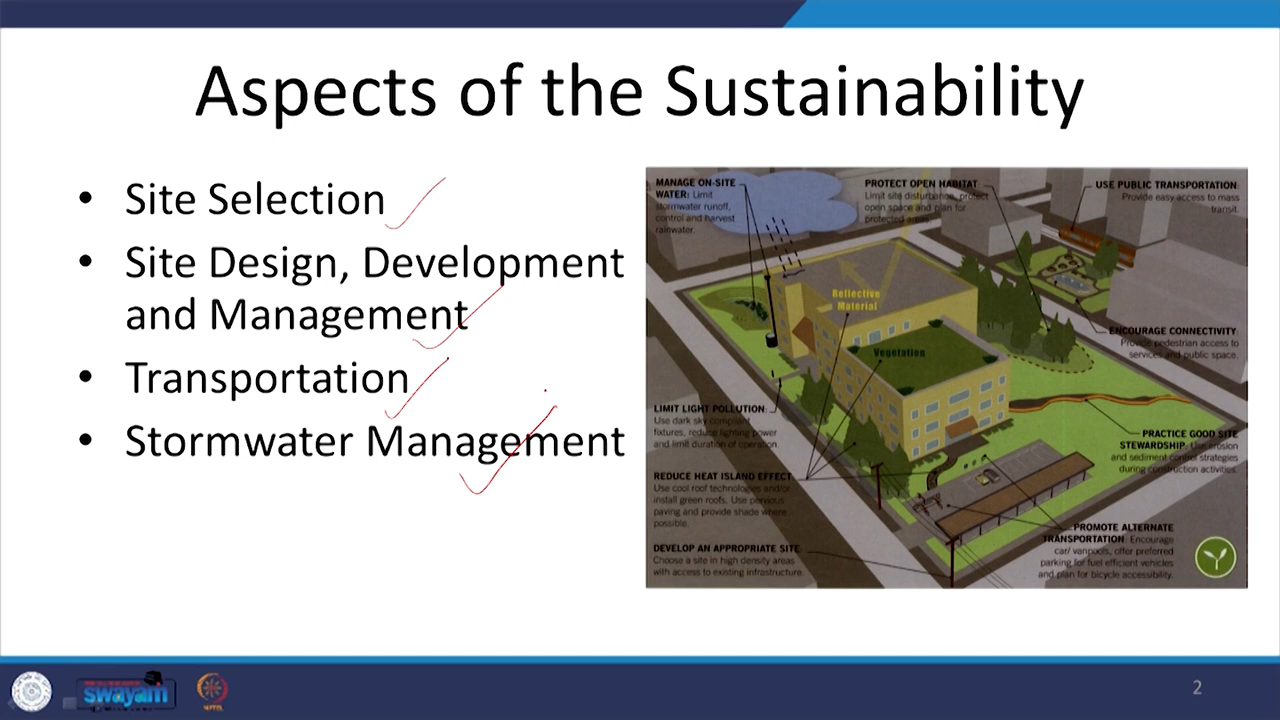 Aspects of the Sustainability
• Site Selection
• Site Design, Development
and Management
• Transportation
• Stormwater Management
MANAGE ON-SITE
WATER: Limit
stormwater runoff,
control and harvest
rainwater.
PROTECT OPEN HABITAT
Limit site disturbance, protect
open space and plan for
protected areas.
USE PUBLIC TRANSPORTATION:
Provide easy access to mass
transit.
Reflective
Material
Vegetation
ENCOURAGE CONNECTIVITY:
Provide pedestrian access to
services and public space.
LIMIT LIGHT POLLUTION:
Use dark sky-compliant
fixtures, reduce lighting power
and limit duration of operation.
PRACTICE GOOD SITE
STEWARDSHIP: Use erosion
and sediment control strategies
during construction activities.
REDUCE HEAT ISLAND EFFECT:
Use cool roof technologies and/or
install green roofs. Use pervious
paving and provide shade where
possible.
DEVELOP AN APPROPRIATE SITE:
Choose a site in high density areas
with access to existing infrastructure.
PROMOTE ALTERNATE
TRANSPORTATION: Encourage
car/ vanpools, offer preferred
parking for fuel efficient vehicles
and plan for bicycle accessibility.
swayam
2